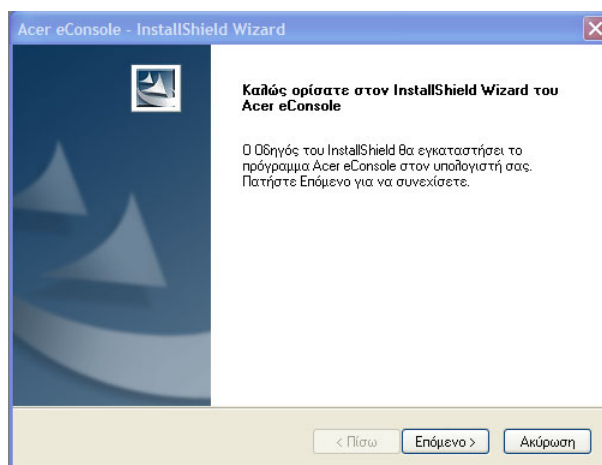 Acer eConsole - InstallShield Wizard
Καλώς ορίσατε στον InstallShield Wizard του
Acer eConsole
Ο Οδηγός του InstallShield θα εγκαταστήσει το
πρόγραμμα Acer eConsole στον υπολογιστή σας.
Πατήστε Επόμενο για να συνεχίσετε.
< Πίσω Επόμενο > Ακύρωση